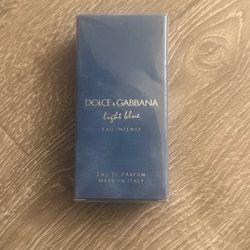 DOLCE & GABBANA
light blue
EAU INTENSE
EAU DE PARFUM
MADE IN ITALY